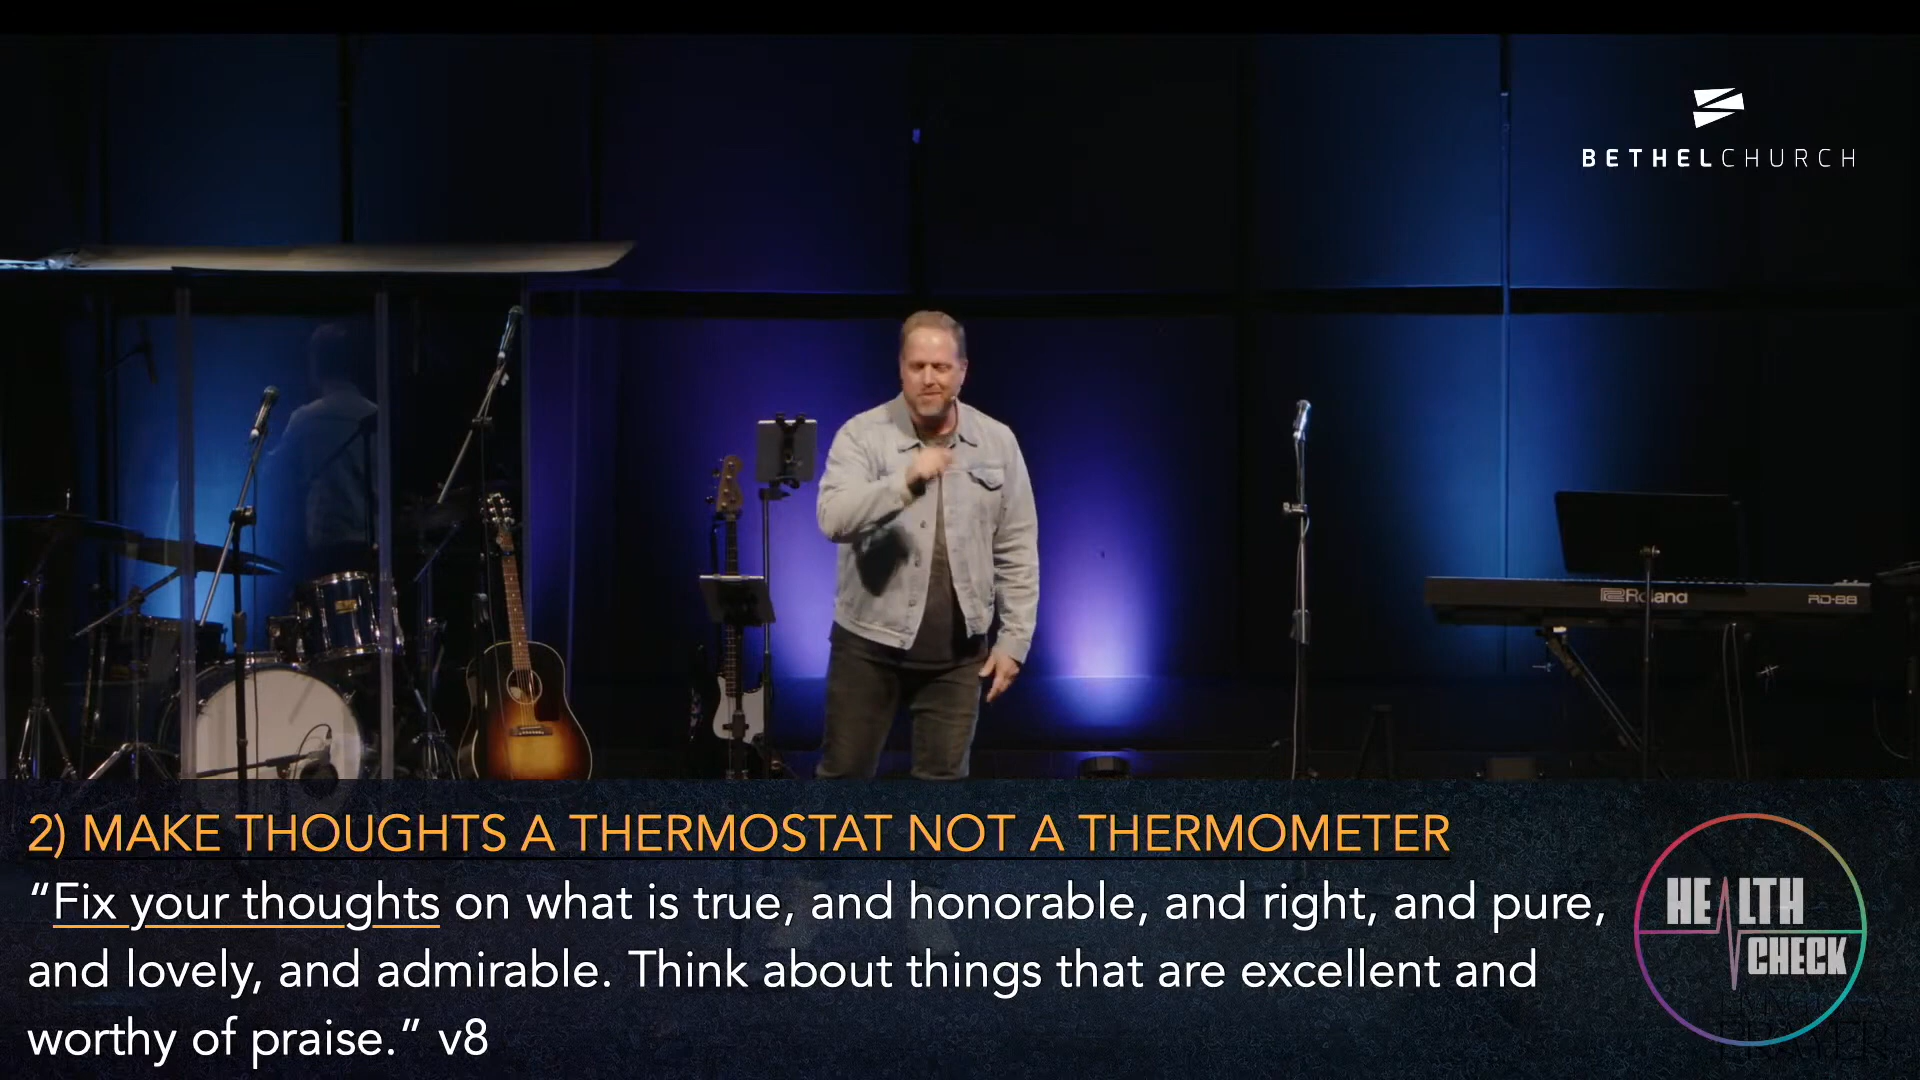 BETHELCHURCH
Roland
RD-88
2) MAKE THOUGHTS A THERMOSTAT NOT A THERMOMETER
“Fix your thoughts on what is true, and honorable, and right, and pure,
and lovely, and admirable. Think about things that are excellent and
worthy of praise.” v8
HEALTH
CHECK